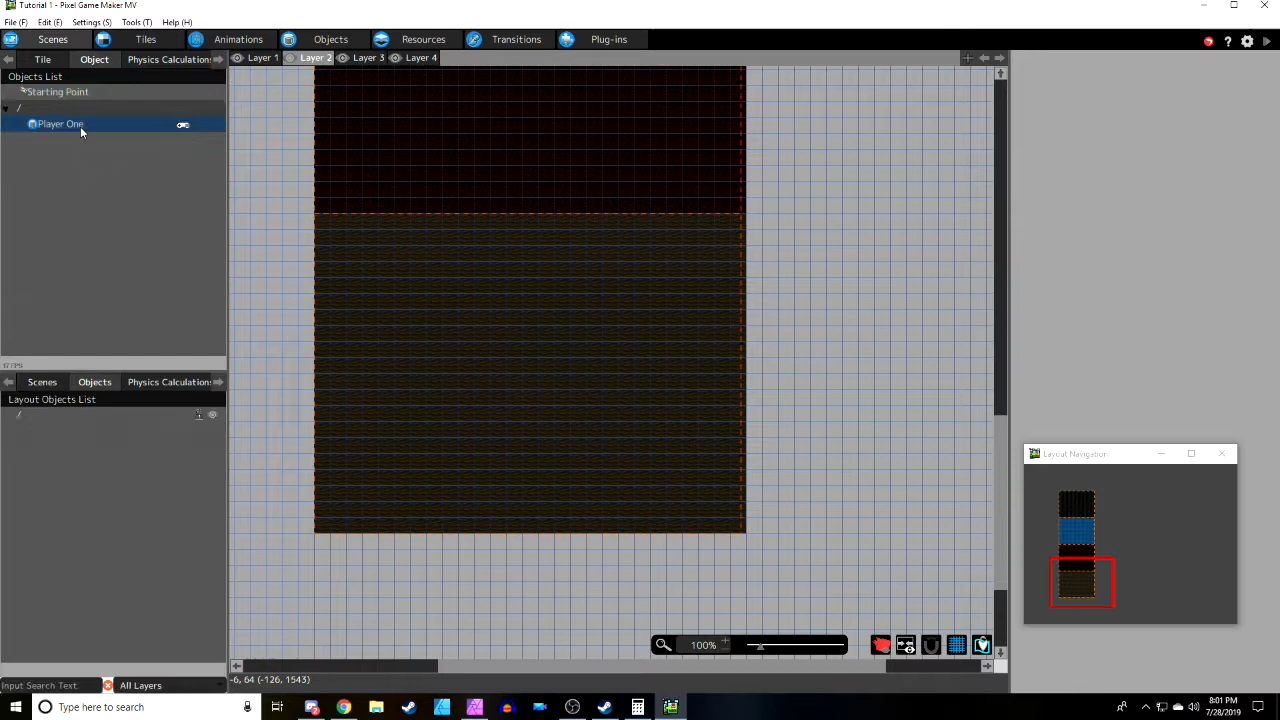 Tutorial 1 - Pixel Game Maker MV
File (F) Edit (E) Settings (S) Tools (T) Help (H)
Scenes Tiles Animations Objects Resources Transitions Plug-ins
Tile Object Physics Calculations Layer 1 Layer 2 Layer 3 Layer 4
Objects List
Starting Point
/
Player One
17FPS
Scenes Objects Physics Calculations
Layout Objects List
/
Layout Navigation
100%
Input Search Text All Layers
-6, 64 (-126, 1543)
Type here to search
8:01 PM
7/28/2019